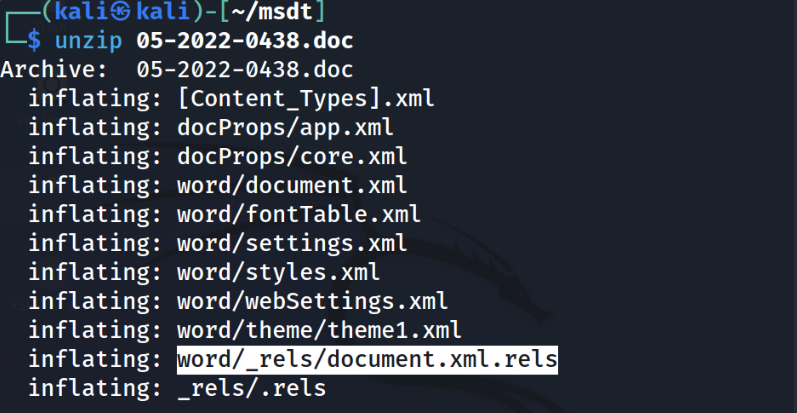 ┌──(kali㉿kali)-[~/msdt]
└─$ unzip 05-2022-0438.doc
Archive:  05-2022-0438.doc
  inflating: [Content_Types].xml
  inflating: docProps/app.xml
  inflating: docProps/core.xml
  inflating: word/document.xml
  inflating: word/fontTable.xml
  inflating: word/settings.xml
  inflating: word/styles.xml
  inflating: word/webSettings.xml
  inflating: word/theme/theme1.xml
  inflating: word/_rels/document.xml.rels
  inflating: _rels/.rels